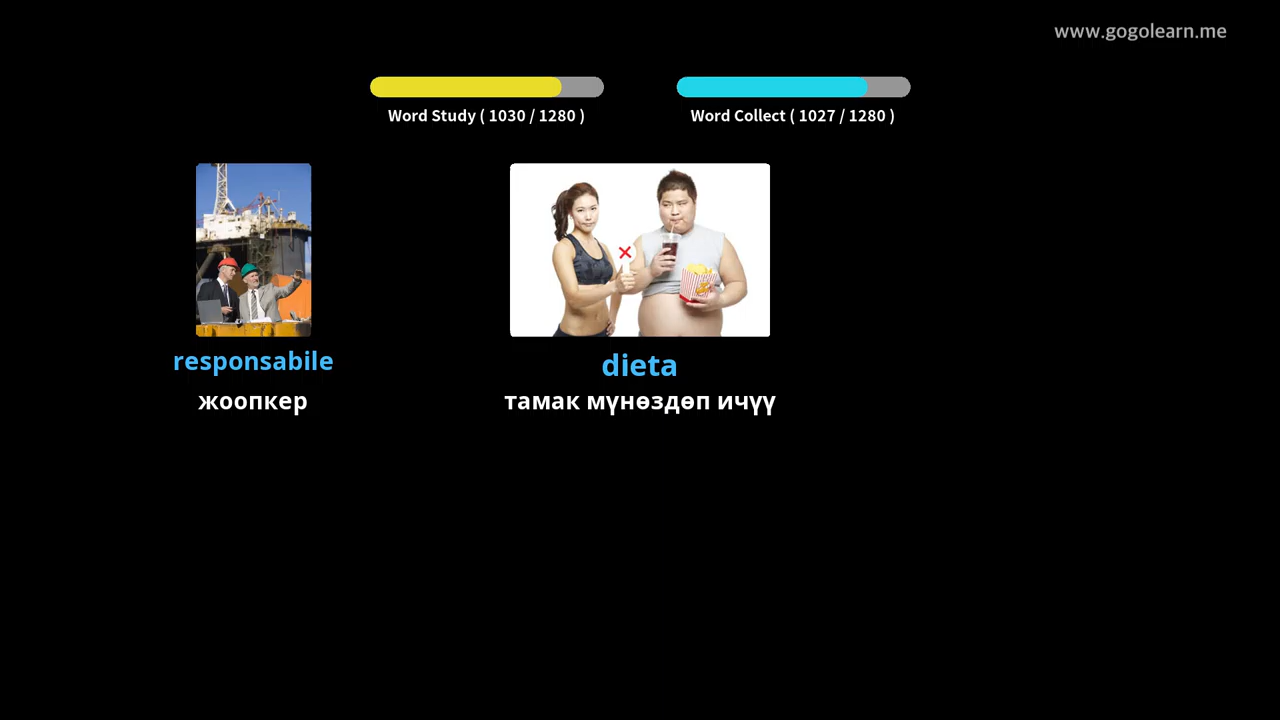 www.gogolearn.me
Word Study ( 1030 / 1280 )
Word Collect ( 1027 / 1280 )
responsabile
жоопкер
dieta
тамак мүнөздөп ичүү